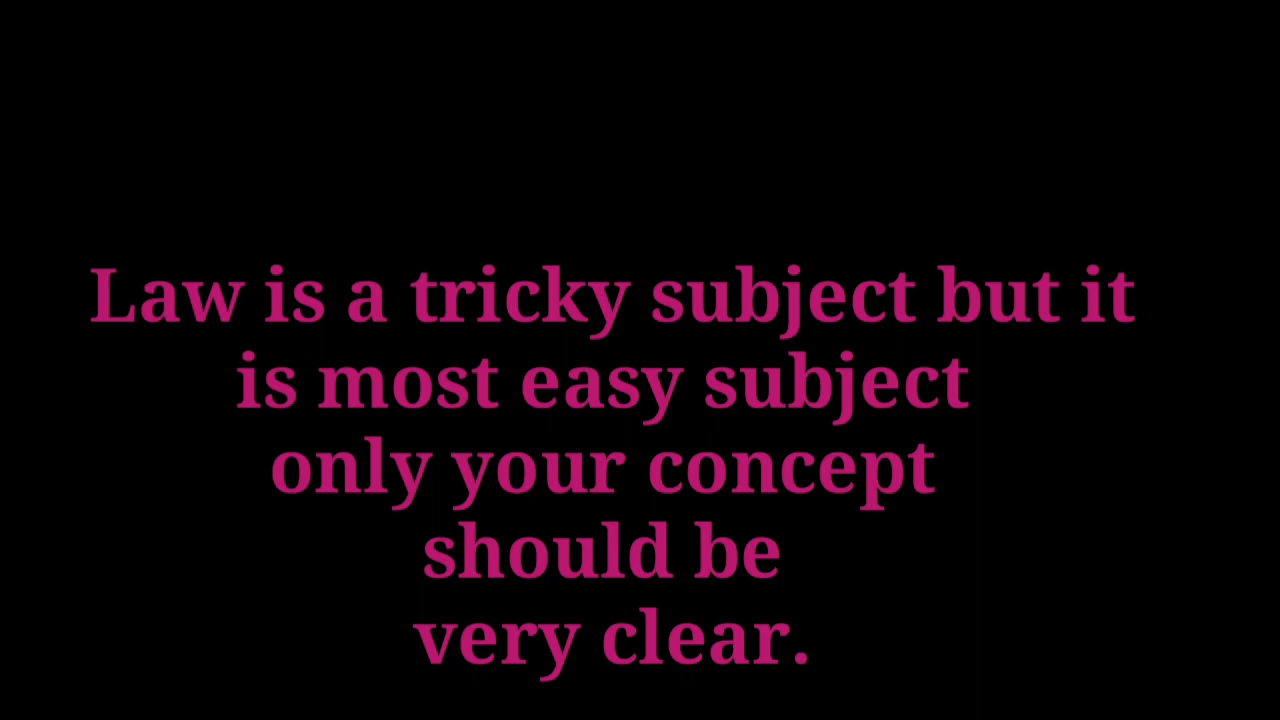 Law is a tricky subject but it
is most easy subject
only your concept
should be
very clear.